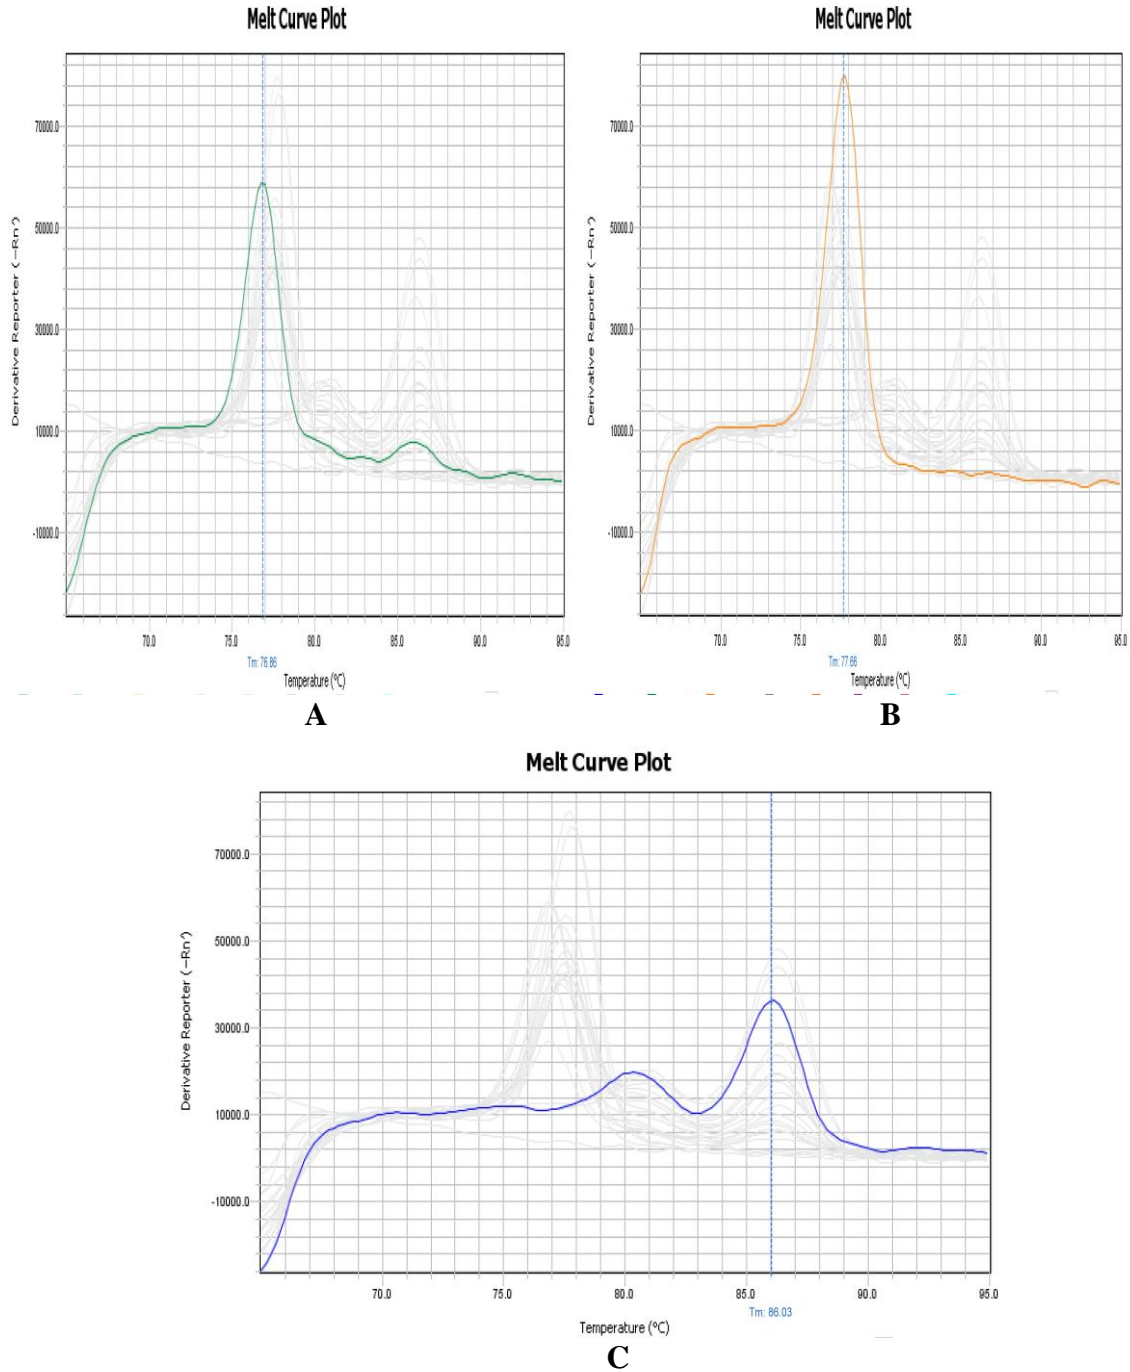 Melt Curve Plot
Derivative Reporter (-Rn')
70000.0
50000.0
30000.0
10000.0
-10000.0
70.0 75.0 80.0 85.0 90.0 95.0
Tm: 76.86
Temperature (°C)
A
Melt Curve Plot
Derivative Reporter (-Rn')
70000.0
50000.0
30000.0
10000.0
-10000.0
70.0 75.0 80.0 85.0 90.0 95.0
Tm: 77.66
Temperature (°C)
B
Melt Curve Plot
Derivative Reporter (-Rn')
70000.0
50000.0
30000.0
10000.0
-10000.0
70.0 75.0 80.0 85.0 90.0 95.0
Tm: 86.03
Temperature (°C)
C